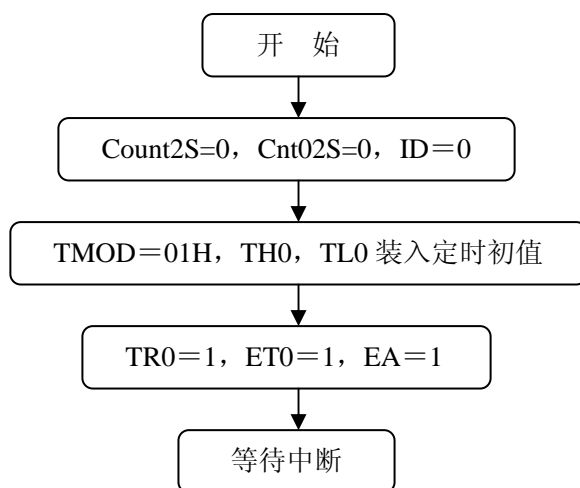 开 始
Count2S=0，Cnt02S=0，ID＝0
TMOD＝01H，TH0，TL0 装入定时初值
TR0＝1，ET0＝1，EA＝1
等待中断